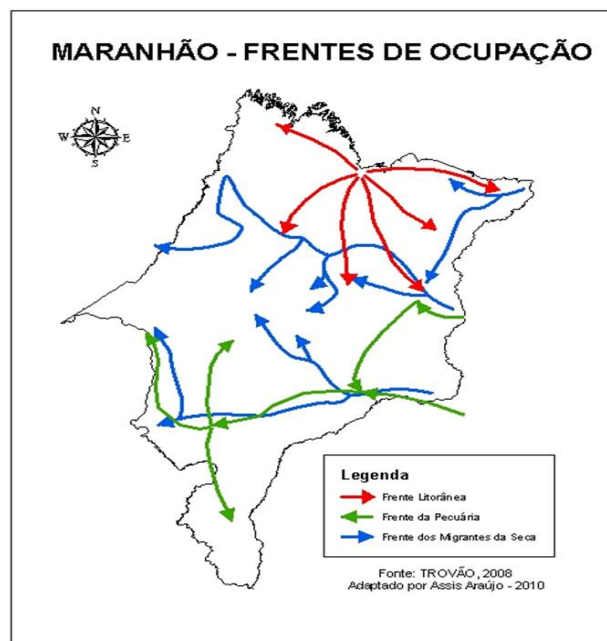 MARANHÃO - FRENTES DE OCUPAÇÃO
N
W
E
S
Legenda
Frente Litorânea
Frente da Pecuária
Frente dos Migrantes da Seca
Fonte: TROVÃO, 2008
Adaptado por Assis Araújo - 2010